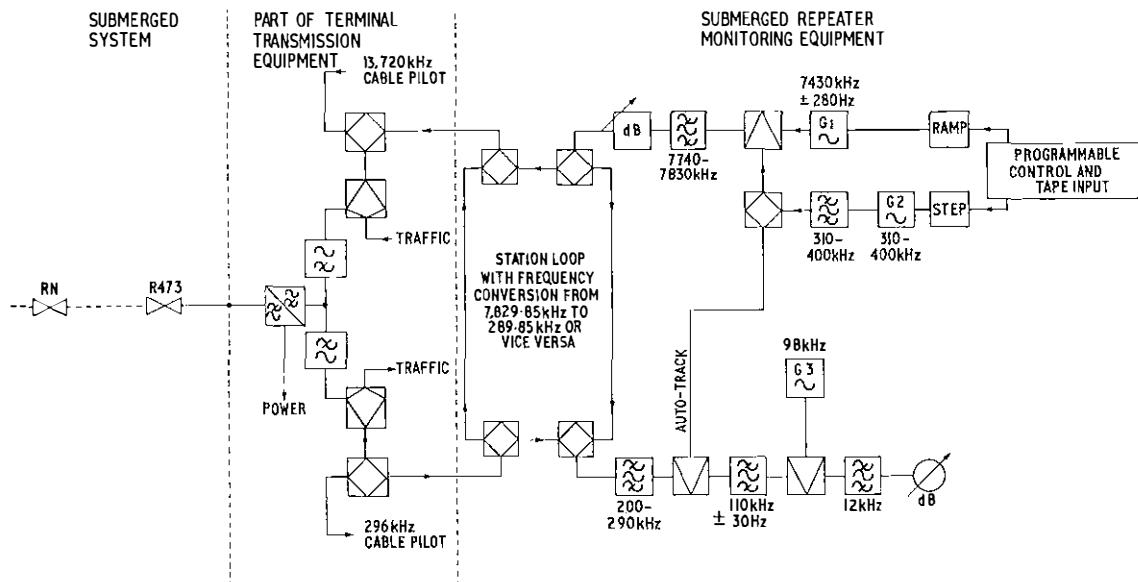 SUBMERGED
SYSTEM
PART OF TERMINAL
TRANSMISSION
EQUIPMENT
SUBMERGED REPEATER
MONITORING EQUIPMENT
13,720kHz
CABLE PILOT
7430kHz
± 280Hz
dB
G1
RAMP
7740-
7830kHz
PROGRAMMABLE
CONTROL AND
TAPE INPUT
G2
STEP
310-
400kHz
310-
400kHz
TRAFFIC
STATION LOOP
WITH FREQUENCY
CONVERSION FROM
7,829·85kHz TO
289·85kHz OR
VICE VERSA
RN
R473
98kHz
G3
TRAFFIC
POWER
AUTO-TRACK
200-
290kHz
110kHz
± 30Hz
12kHz
dB
296kHz
CABLE PILOT